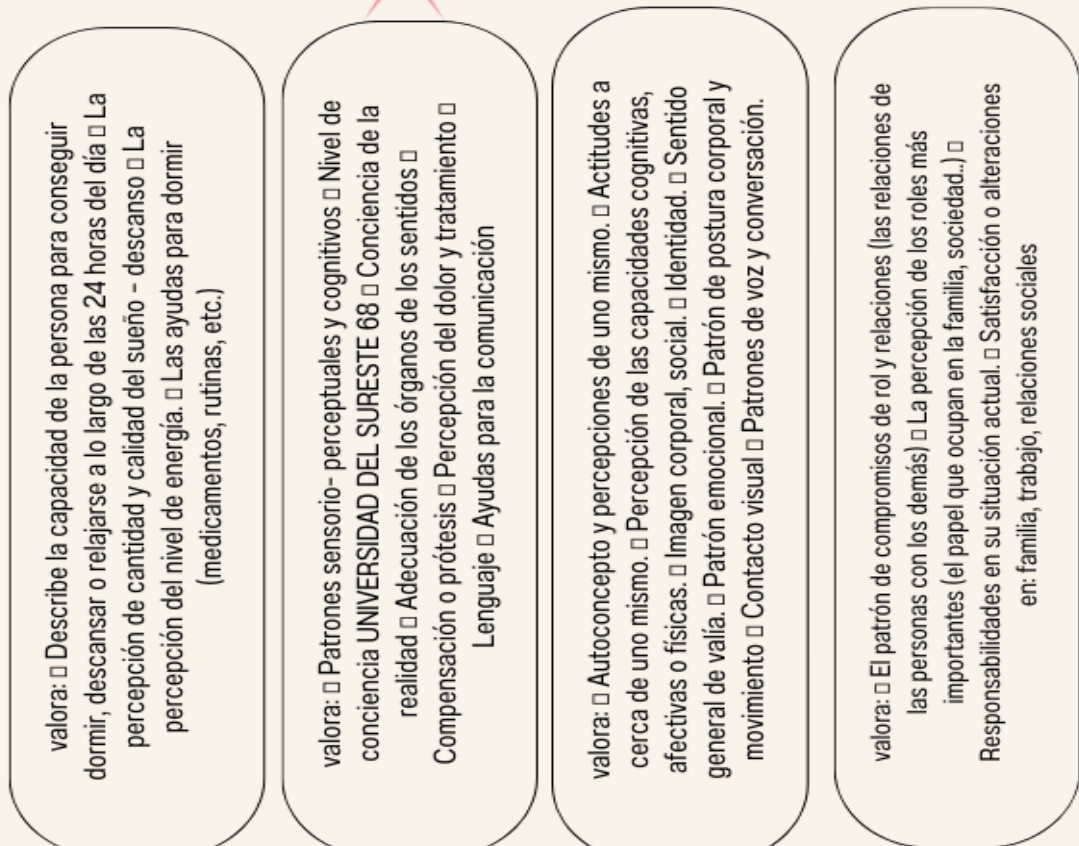 valora: ▯ Describe la capacidad de la persona para conseguir
dormir, descansar o relajarse a lo largo de las 24 horas del día ▯ La
percepción de cantidad y calidad del sueño – descanso ▯ La
percepción del nivel de energía. ▯ Las ayudas para dormir
(medicamentos, rutinas, etc.)
valora: ▯ Patrones sensorio- perceptuales y cognitivos ▯ Nivel de
conciencia UNIVERSIDAD DEL SURESTE 68 ▯ Conciencia de la
realidad ▯ Adecuación de los órganos de los sentidos ▯
Compensación o prótesis ▯ Percepción del dolor y tratamiento ▯
Lenguaje ▯ Ayudas para la comunicación
valora: ▯ Autoconcepto y percepciones de uno mismo. ▯ Actitudes a
cerca de uno mismo. ▯ Percepción de las capacidades cognitivas,
afectivas o físicas. ▯ Imagen corporal, social. ▯ Identidad. ▯ Sentido
general de valía. ▯ Patrón emocional. ▯ Patrón de postura corporal y
movimiento ▯ Contacto visual ▯ Patrones de voz y conversación.
valora: ▯ El patrón de compromisos de rol y relaciones (las relaciones de
las personas con los demás) ▯ La percepción de los roles más
importantes (el papel que ocupan en la familia, sociedad..) ▯
Responsabilidades en su situación actual. ▯ Satisfacción o alteraciones
en: familia, trabajo, relaciones sociales